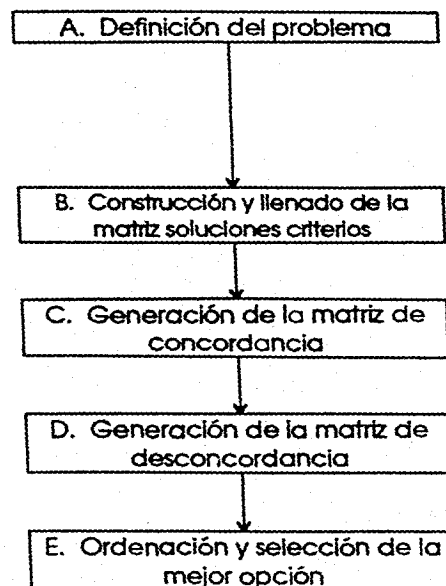 A. Definición del problema
B. Construcción y llenado de la
matriz soluciones criterios
C. Generación de la matriz de
concordancia
D. Generación de la matriz de
desconcordancia
E. Ordenación y selección de la
mejor opción